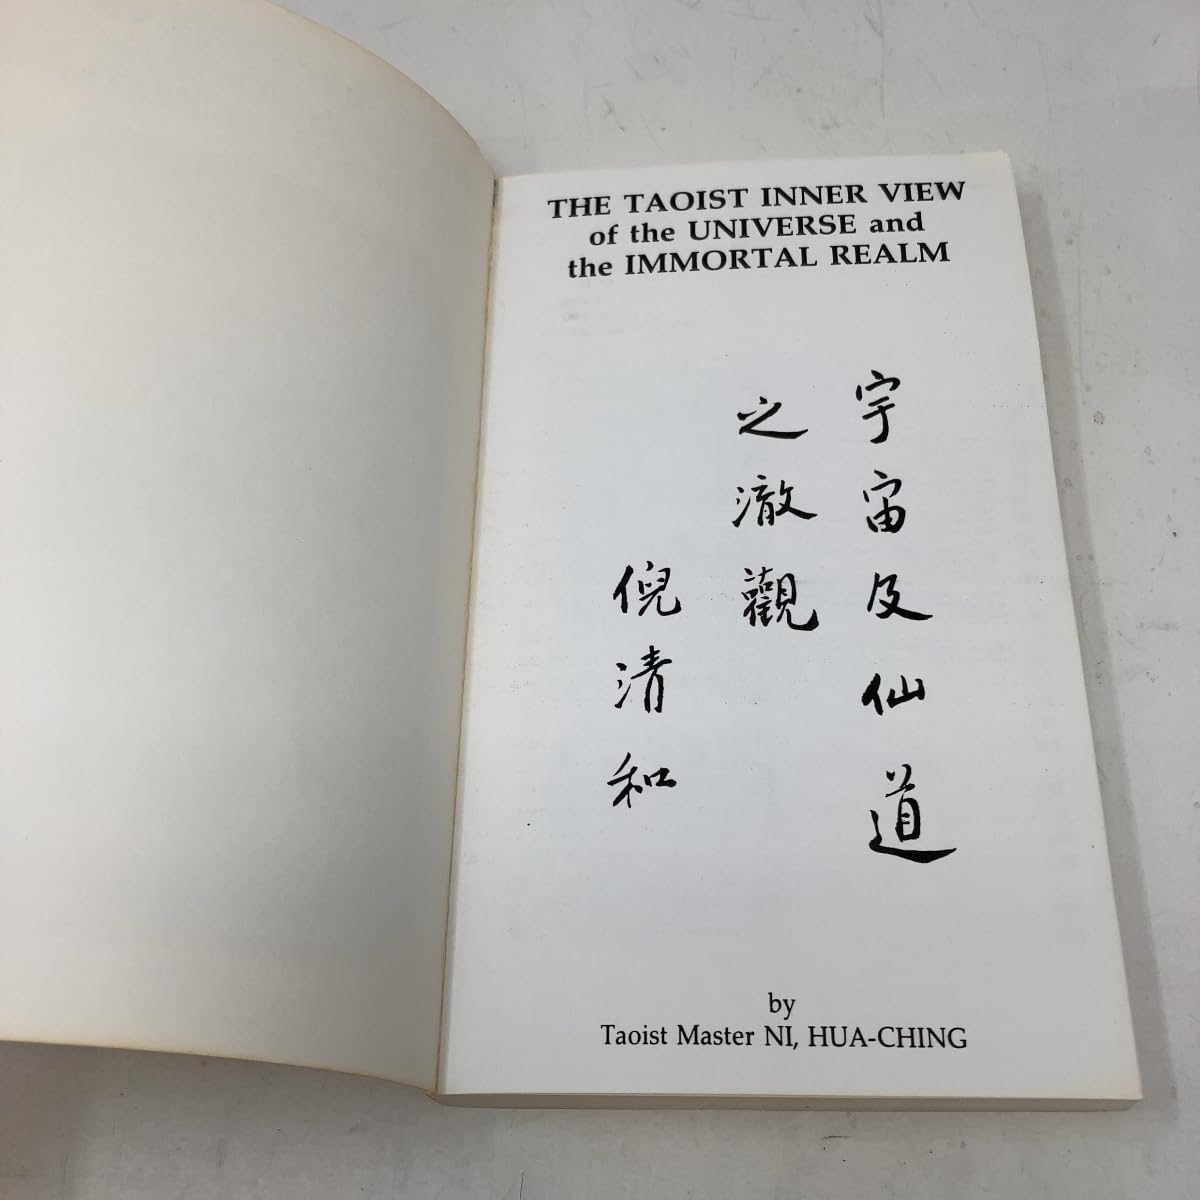 THE TAOIST INNER VIEW
of the UNIVERSE and
the IMMORTAL REALM
宇宙及仙道
之澈觀
倪清和
by
Taoist Master NI, HUA-CHING